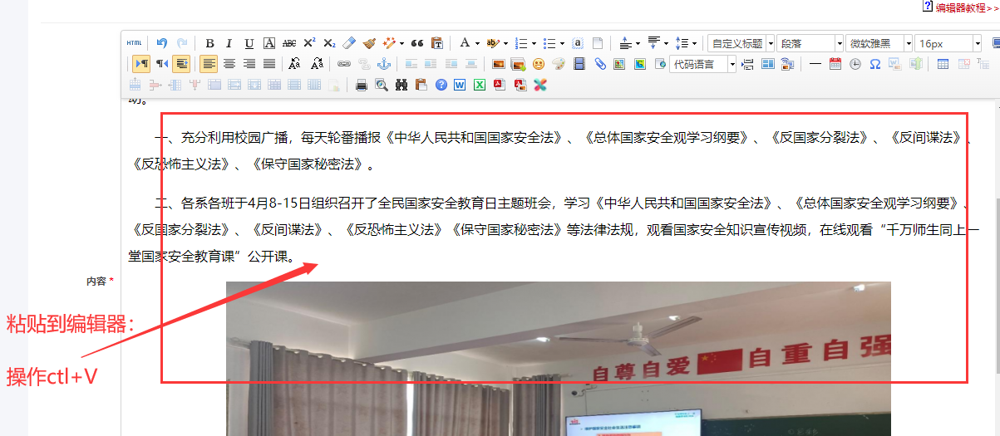 编辑器教程>>
HTML
B I U A ABC X² X₂
A ab
a
自定义标题 段落 微软雅黑 16px
代码语言
动。
一、充分利用校园广播，每天轮番播报《中华人民共和国国家安全法》、《总体国家安全观学习纲要》、《反国家分裂法》、《反间谍法》、
《反恐怖主义法》、《保守国家秘密法》。
二、各系各班于4月8-15日组织召开了全民国家安全教育日主题班会，学习《中华人民共和国国家安全法》、《总体国家安全观学习纲要》、
《反国家分裂法》、《反间谍法》、《反恐怖主义法》《保守国家秘密法》等法律法规，观看国家安全知识宣传视频，在线观看“千万师生同上一
堂国家安全教育课”公开课。
内容 *
粘贴到编辑器：
操作ctl+V
自尊自爱 自重自强